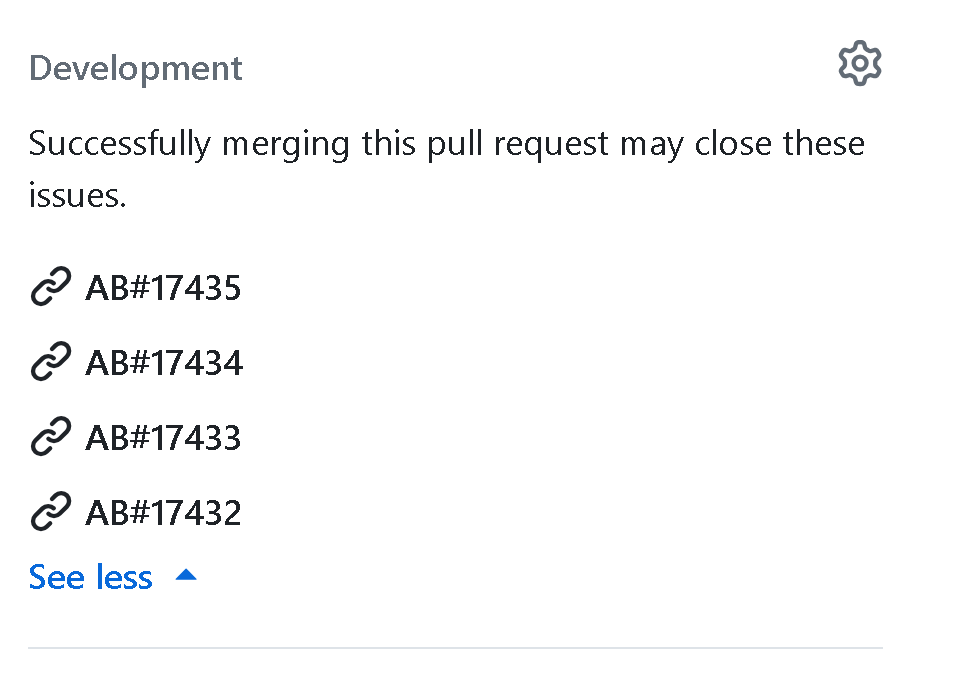 Development
Successfully merging this pull request may close these
issues.
AB#17435
AB#17434
AB#17433
AB#17432
See less